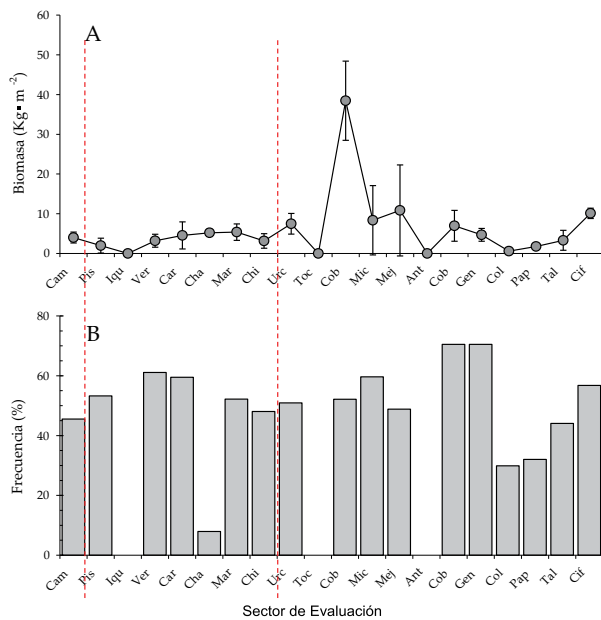 A
60
50
40
30
20
10
0
Biomasa (Kg▪m -2)
Cam Pis Iqu Ver Car Cha Mar Chi Urc Toc Cob Mic Mej Ant Cob Gen Col Pap Tal Cif
B
80
60
40
20
0
Frecuencia (%)
Cam Pis Iqu Ver Car Cha Mar Chi Urc Toc Cob Mic Mej Ant Cob Gen Col Pap Tal Cif
Sector de Evaluación